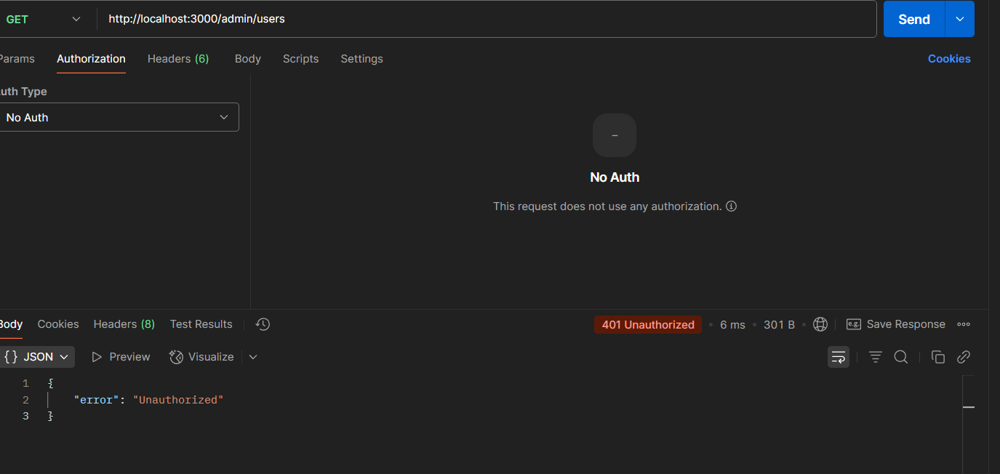 GET http://localhost:3000/admin/users Send
Params Authorization Headers (6) Body Scripts Settings Cookies
Auth Type
No Auth
-
No Auth
This request does not use any authorization.
Body Cookies Headers (8) Test Results 401 Unauthorized • 6 ms • 301 B • e.g. Save Response
{} JSON Preview Visualize
1 {
2 "error": "Unauthorized"
3 }